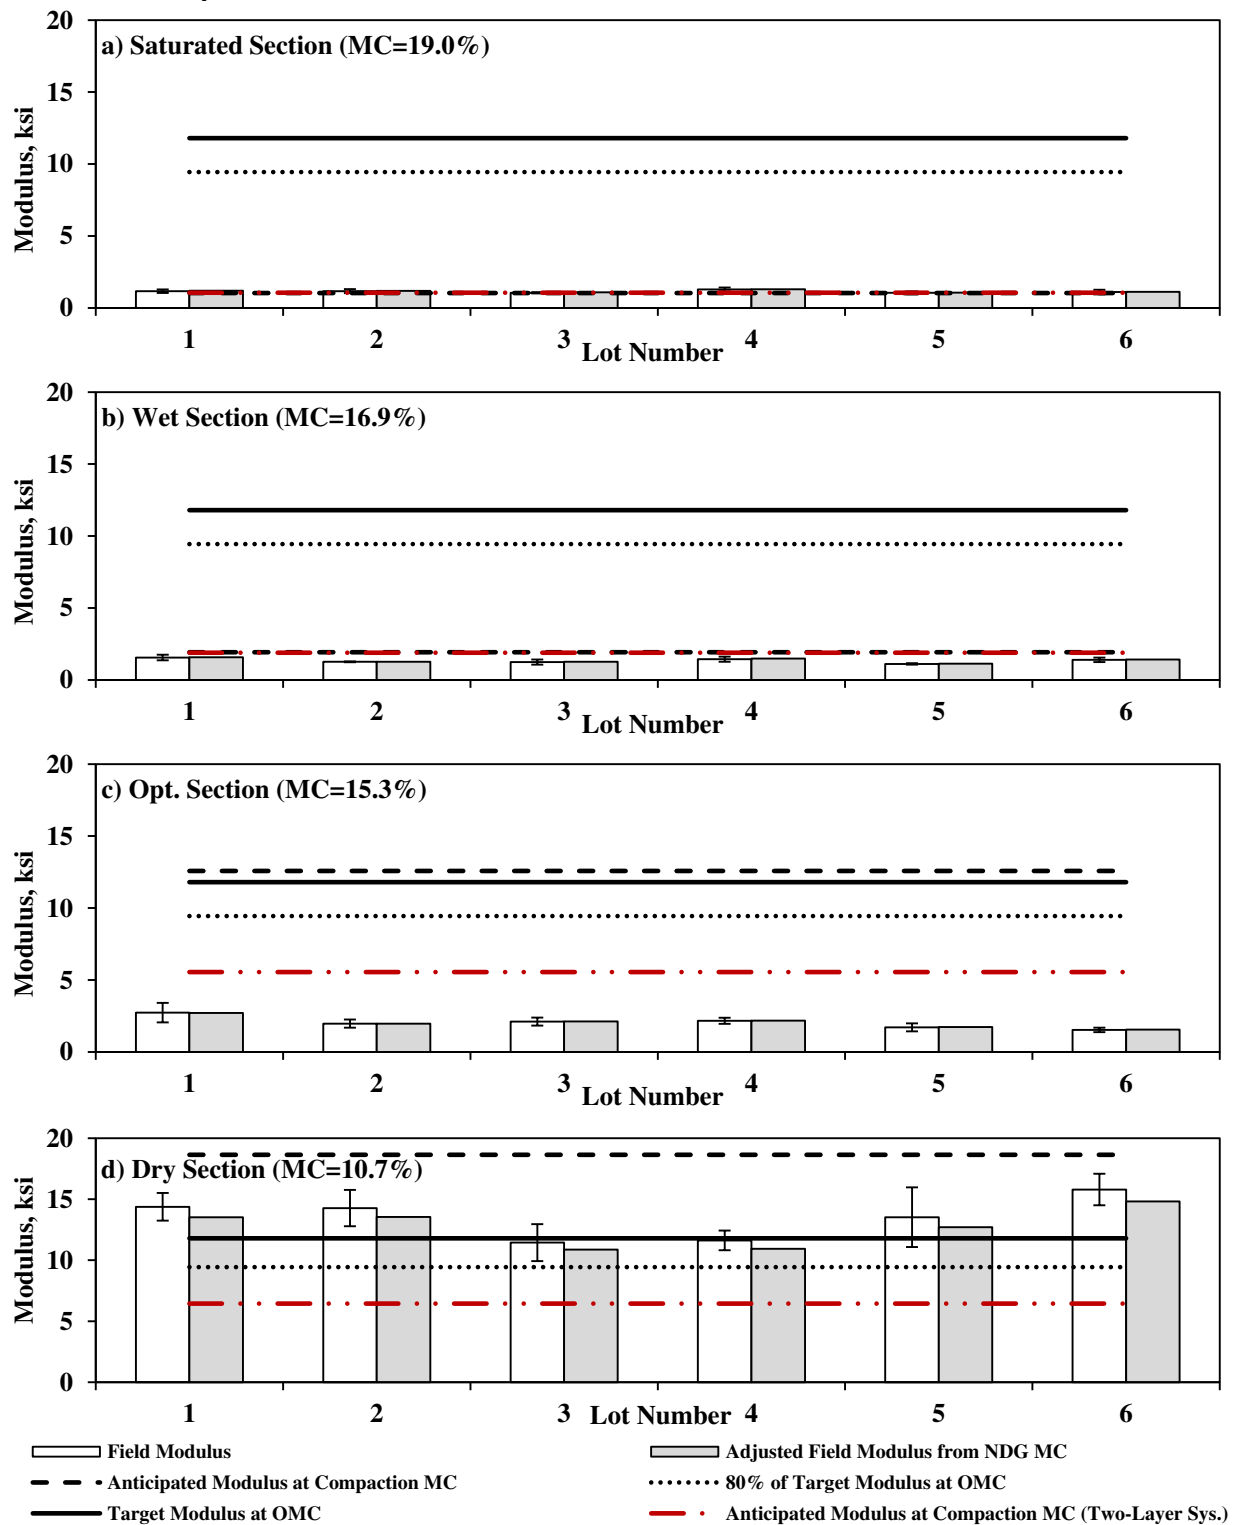 20
a) Saturated Section (MC=19.0%)
15
10
5
0
Modulus, ksi
1 2 3 4 5 6
Lot Number
20
b) Wet Section (MC=16.9%)
15
10
5
0
Modulus, ksi
1 2 3 4 5 6
Lot Number
20
c) Opt. Section (MC=15.3%)
15
10
5
0
Modulus, ksi
1 2 3 4 5 6
Lot Number
20
d) Dry Section (MC=10.7%)
15
10
5
0
Modulus, ksi
1 2 3 4 5 6
Lot Number
Field Modulus
Adjusted Field Modulus from NDG MC
Anticipated Modulus at Compaction MC
80% of Target Modulus at OMC
Target Modulus at OMC
Anticipated Modulus at Compaction MC (Two-Layer Sys.)